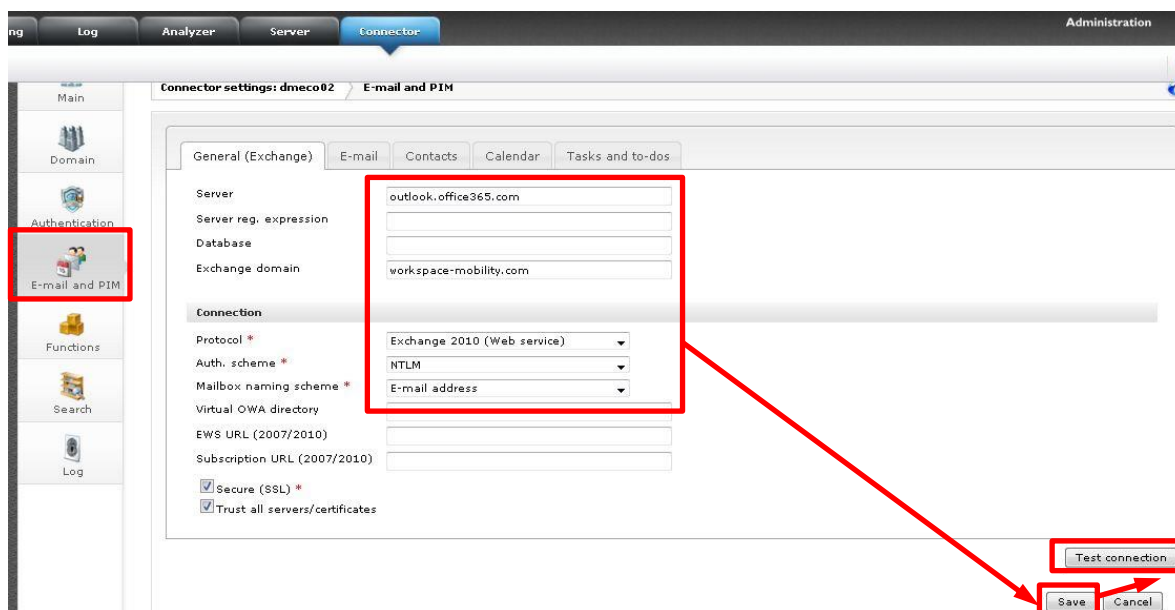 Administration
ng Log Analyzer Server Connector
Connector settings: dmeco02 E-mail and PIM
Main
Domain
Authentication
E-mail and PIM
Functions
Search
Log
General (Exchange) E-mail Contacts Calendar Tasks and to-dos
Server outlook.office365.com
Server reg. expression
Database
Exchange domain workspace-mobility.com
Connection
Protocol * Exchange 2010 (Web service)
Auth. scheme * NTLM
Mailbox naming scheme * E-mail address
Virtual OWA directory
EWS URL (2007/2010)
Subscription URL (2007/2010)
Secure (SSL) *
Trust all servers/certificates
Test connection
Save Cancel